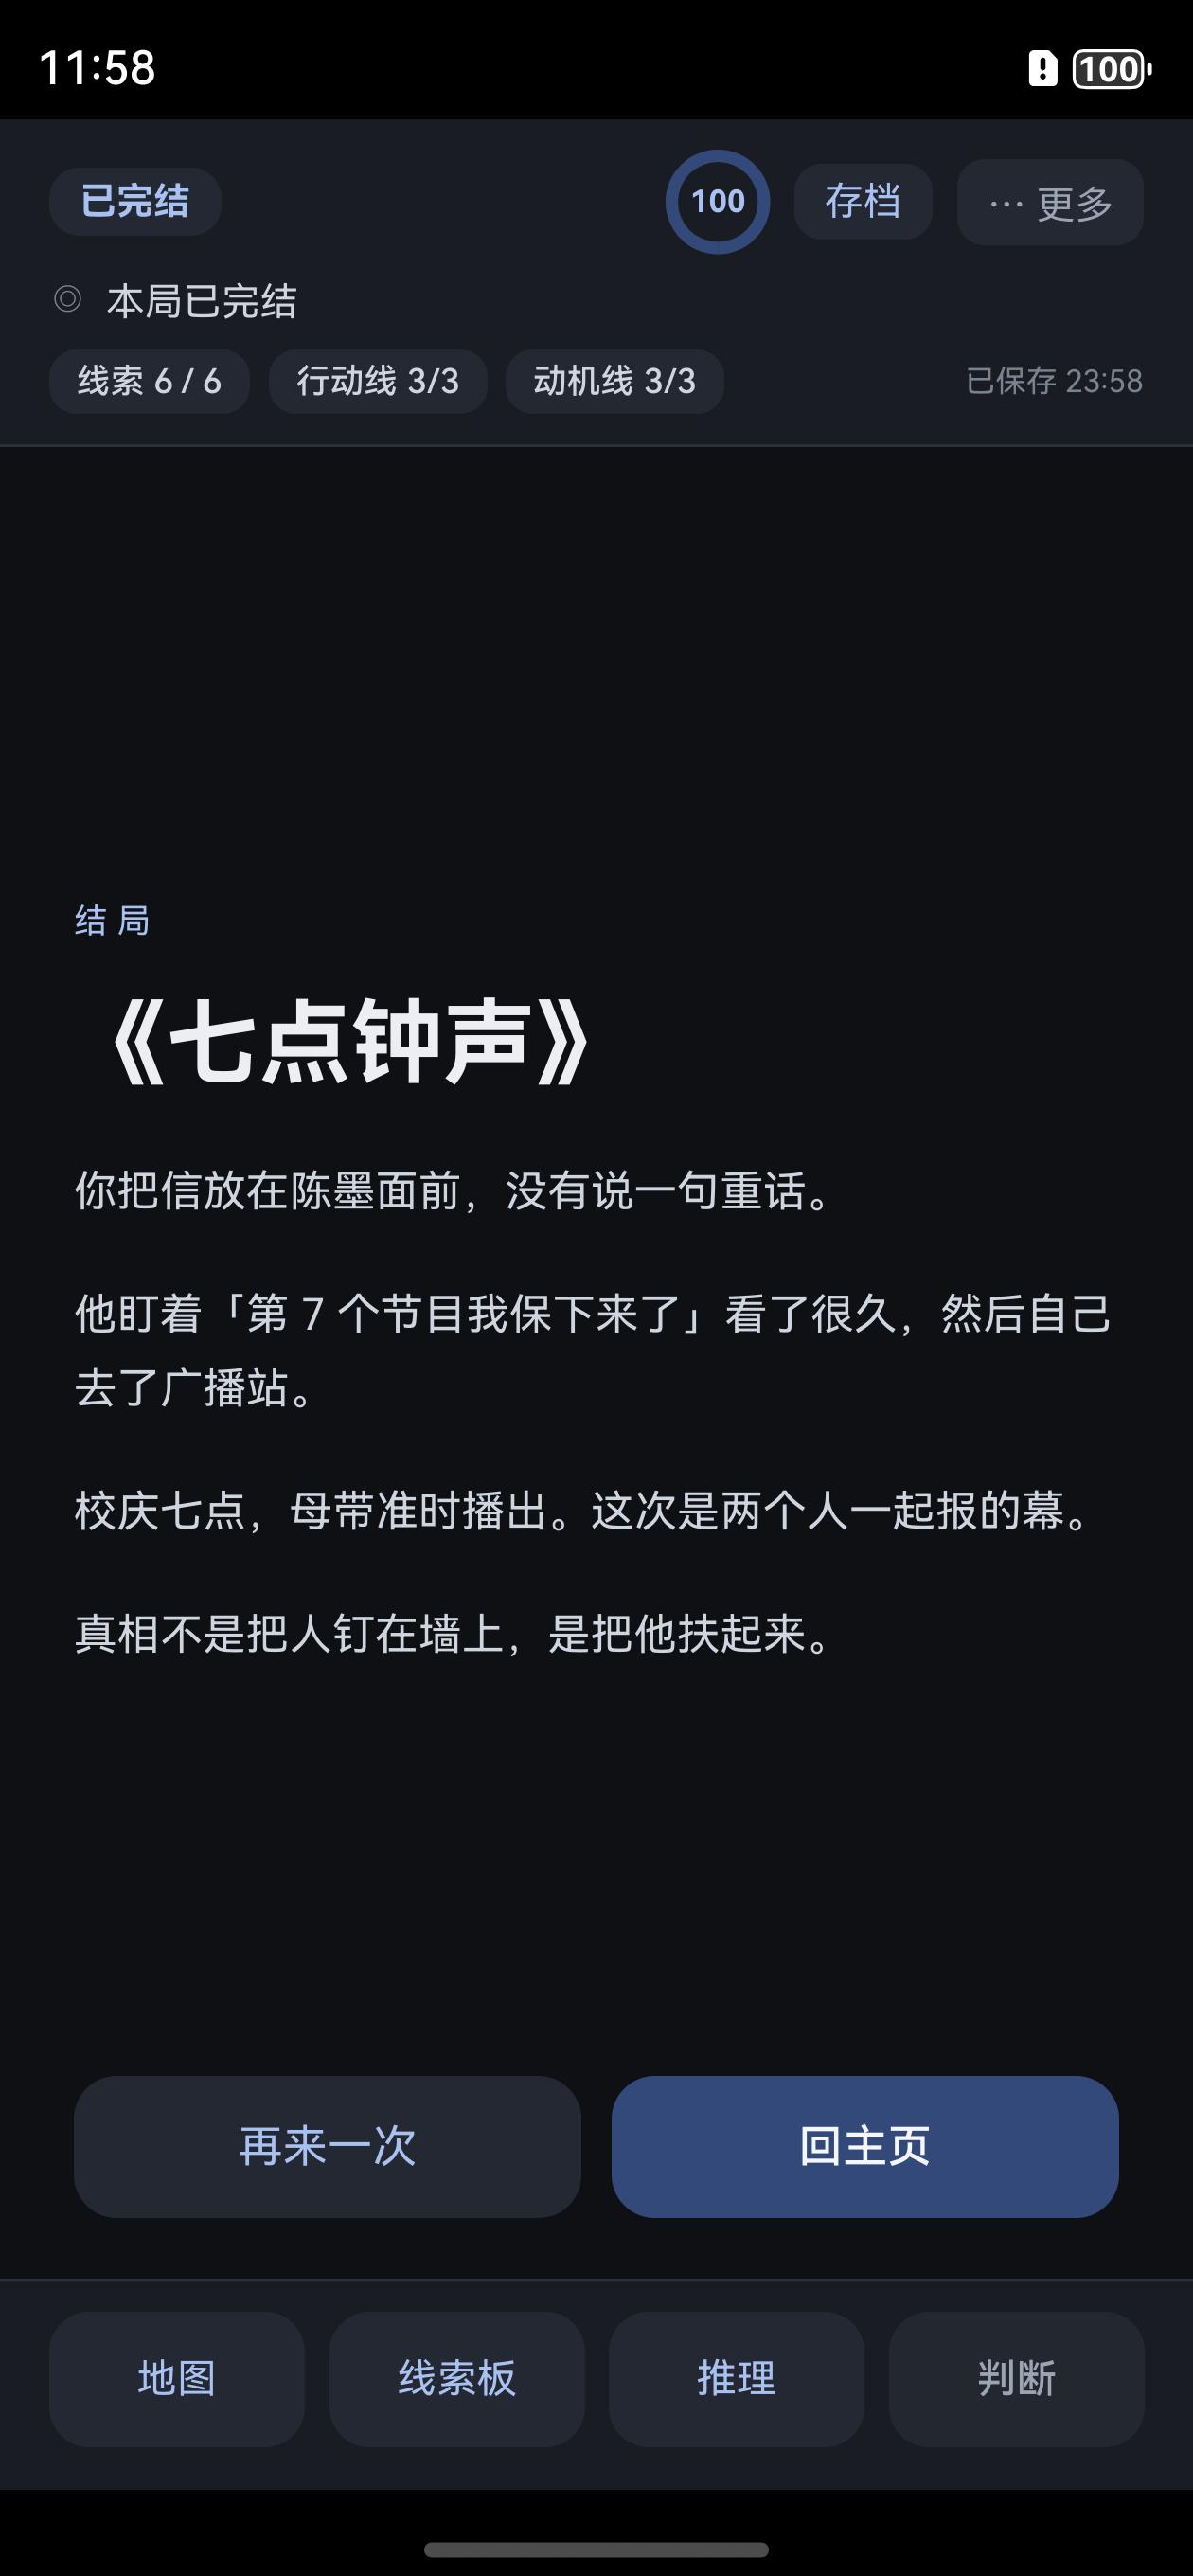 11:58
100
已完结
100
存档
··· 更多
◎ 本局已完结
线索 6 / 6
行动线 3/3
动机线 3/3
已保存 23:58
结局
《七点钟声》
你把信放在陈墨面前，没有说一句重话。
他盯着「第 7 个节目我保下来了」看了很久，然后自己
去了广播站。
校庆七点，母带准时播出。这次是两个人一起报的幕。
真相不是把人钉在墙上，是把他扶起来。
再来一次
回主页
地图
线索板
推理
判断